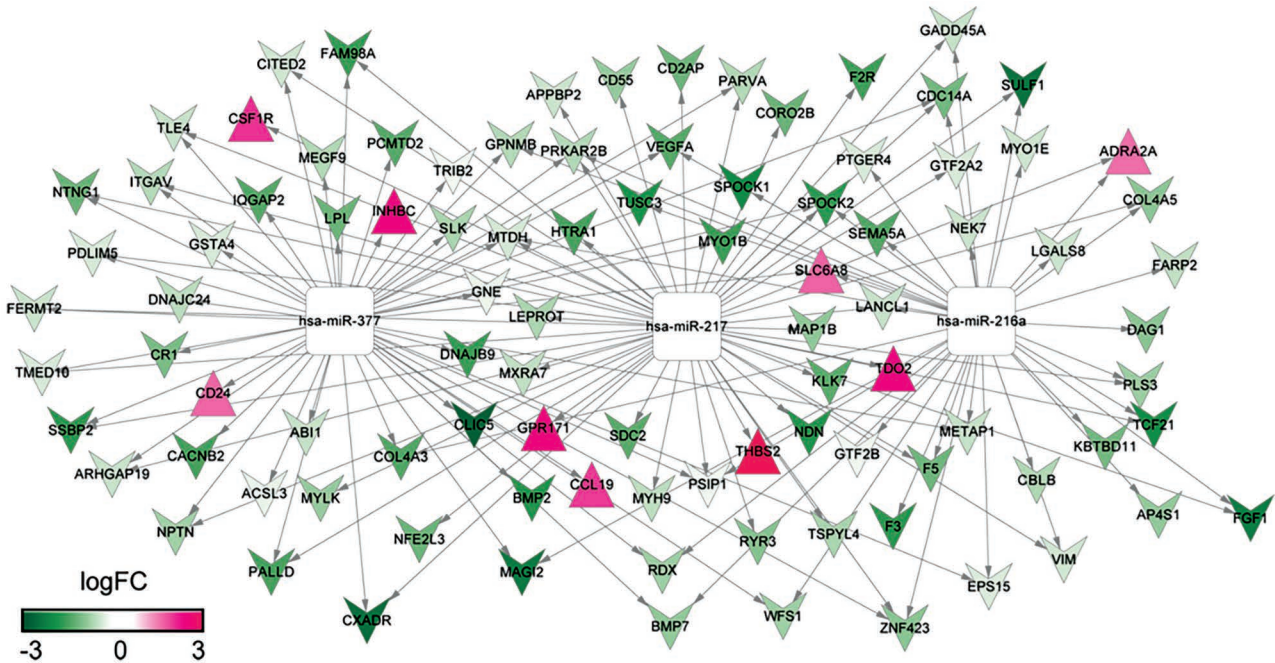 GADD45A
FAM98A
CITED2
CD2AP
CD55
PARVA
F2R
SULF1
APPBP2
CDC14A
CORO2B
CSF1R
TLE4
PCMTD2
GPNMB
PRKAR2B
VEGFA
MYO1E
ADRA2A
MEGF9
TRIB2
PTGER4
GTF2A2
ITGAV
NTNG1
IQGAP2
TUSC3
SPOCK1
SPOCK2
COL4A5
INHBC
LPL
SLK
MTDH
HTRA1
MYO1B
SEMA5A
NEK7
GSTA4
PDLIM5
LGALS8
FARP2
SLC6A8
GNE
DNAJC24
FERMT2
LEPROT
LANCL1
hsa-miR-377
hsa-miR-217
hsa-miR-216a
MAP1B
DAG1
CR1
DNAJB9
TMED10
MXRA7
KLK7
TDO2
PLS3
CD24
SSBP2
ABI1
CLIC5
GPR171
SDC2
NDN
METAP1
TCF21
KBTBD11
ARHGAP19
CACNB2
COL4A3
THBS2
GTF2B
F5
ACSL3
MYLK
BMP2
CCL19
MYH9
PSIP1
CBLB
AP4S1
FGF1
NPTN
NFE2L3
RYR3
TSPYL4
F3
VIM
PALLD
MAGI2
RDX
EPS15
logFC
CXADR
BMP7
WFS1
ZNF423
-3
0
3